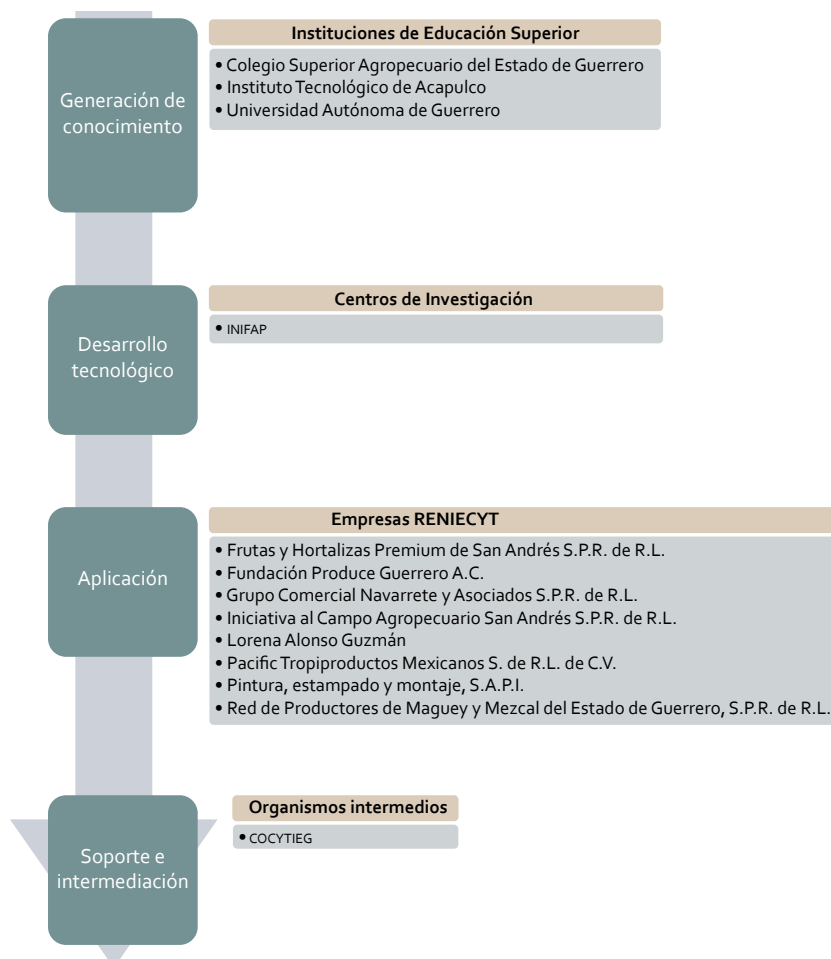 Generación de
conocimiento
Instituciones de Educación Superior
• Colegio Superior Agropecuario del Estado de Guerrero
• Instituto Tecnológico de Acapulco
• Universidad Autónoma de Guerrero
Desarrollo
tecnológico
Centros de Investigación
• INIFAP
Aplicación
Empresas RENIECYT
• Frutas y Hortalizas Premium de San Andrés S.P.R. de R.L.
• Fundación Produce Guerrero A.C.
• Grupo Comercial Navarrete y Asociados S.P.R. de R.L.
• Iniciativa al Campo Agropecuario San Andrés S.P.R. de R.L.
• Lorena Alonso Guzmán
• Pacific Tropiproductos Mexicanos S. de R.L. de C.V.
• Pintura, estampado y montaje, S.A.P.I.
• Red de Productores de Maguey y Mezcal del Estado de Guerrero, S.P.R. de R.L.
Soporte e
intermediación
Organismos intermedios
• COCYTIEG